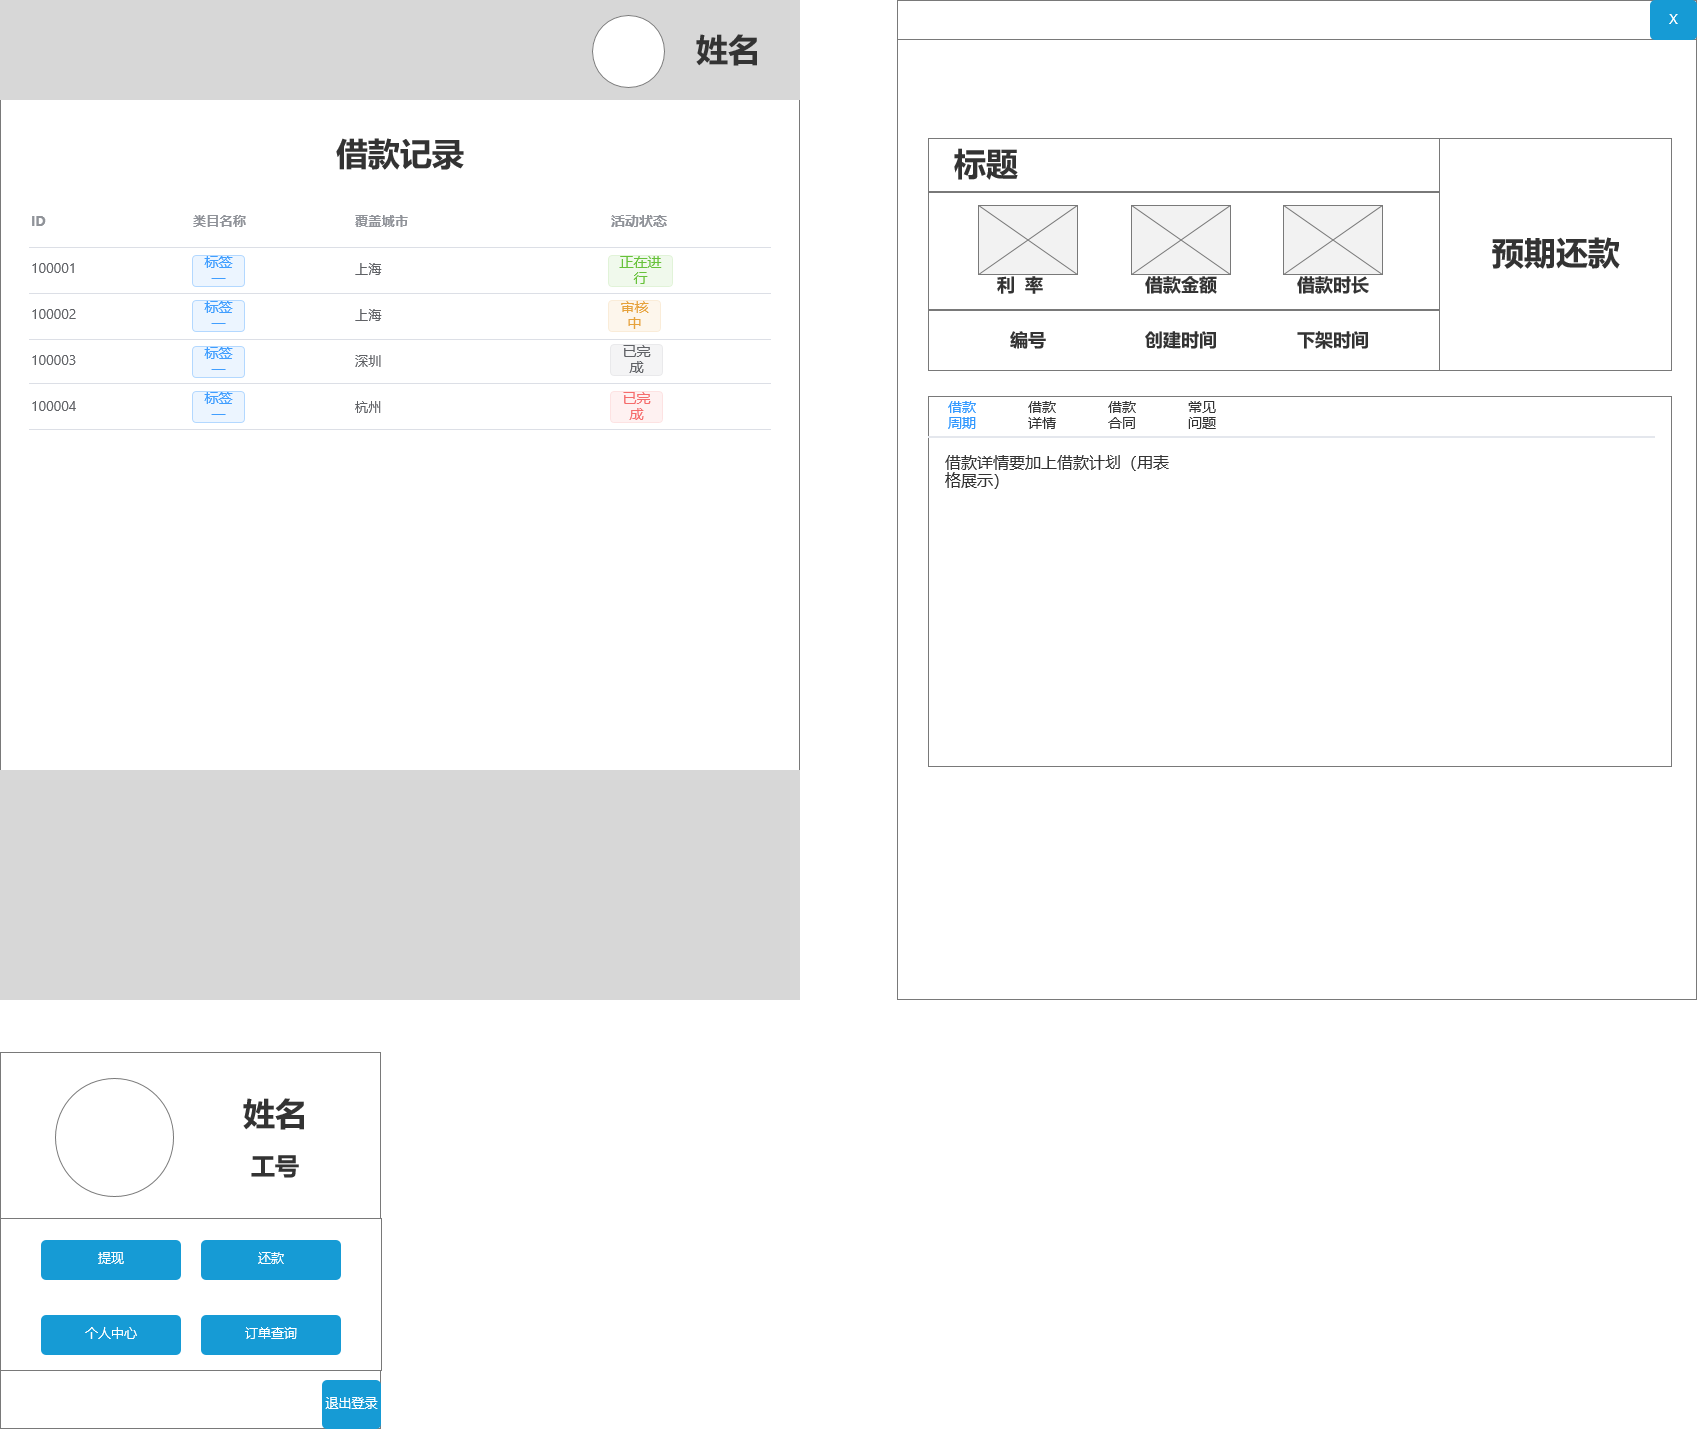 姓名
借款记录
ID 类目名称 覆盖城市 活动状态
100001 标签一 上海 正在进行
100002 标签一 上海 审核中
100003 标签一 深圳 已完成
100004 标签一 杭州 已完成
X
标题
预期还款
利 率 借款金额 借款时长
编号 创建时间 下架时间
借款周期 借款详情 借款合同 常见问题
借款详情要加上借款计划（用表
格展示）
姓名
工号
提现 还款
个人中心 订单查询
退出登录